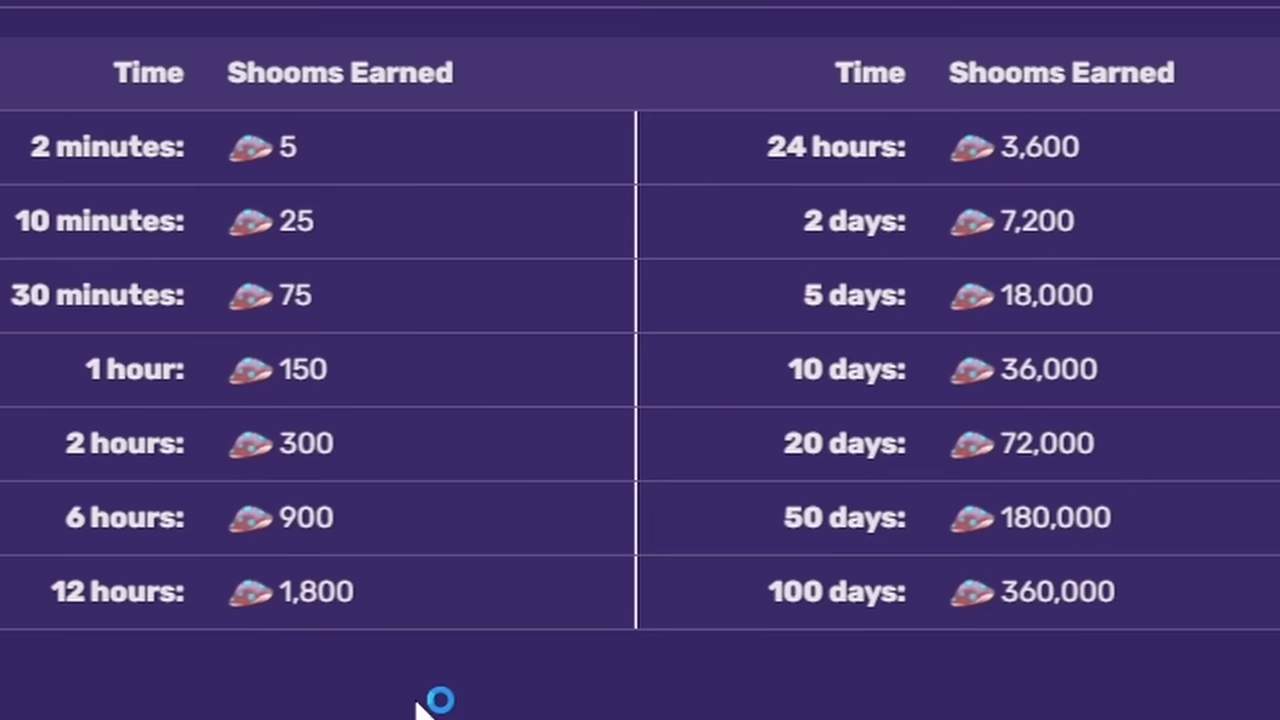 Time Shooms Earned Time Shooms Earned
2 minutes: 5 24 hours: 3,600
10 minutes: 25 2 days: 7,200
30 minutes: 75 5 days: 18,000
1 hour: 150 10 days: 36,000
2 hours: 300 20 days: 72,000
6 hours: 900 50 days: 180,000
12 hours: 1,800 100 days: 360,000